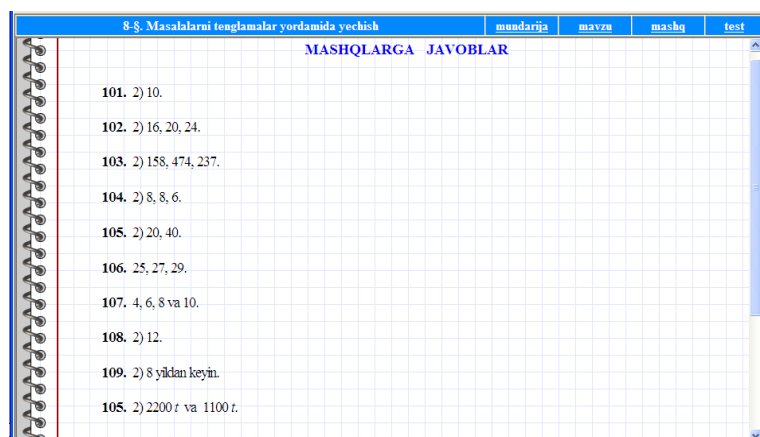 8-§. Masalalarni tenglamalar yordamida yechish mundarija mavzu mashq test
MASHQLARGA JAVOBLAR
101. 2) 10.
102. 2) 16, 20, 24.
103. 2) 158, 474, 237.
104. 2) 8, 8, 6.
105. 2) 20, 40.
106. 25, 27, 29.
107. 4, 6, 8 va 10.
108. 2) 12.
109. 2) 8 yildan keyin.
105. 2) 2200 t va 1100 t.